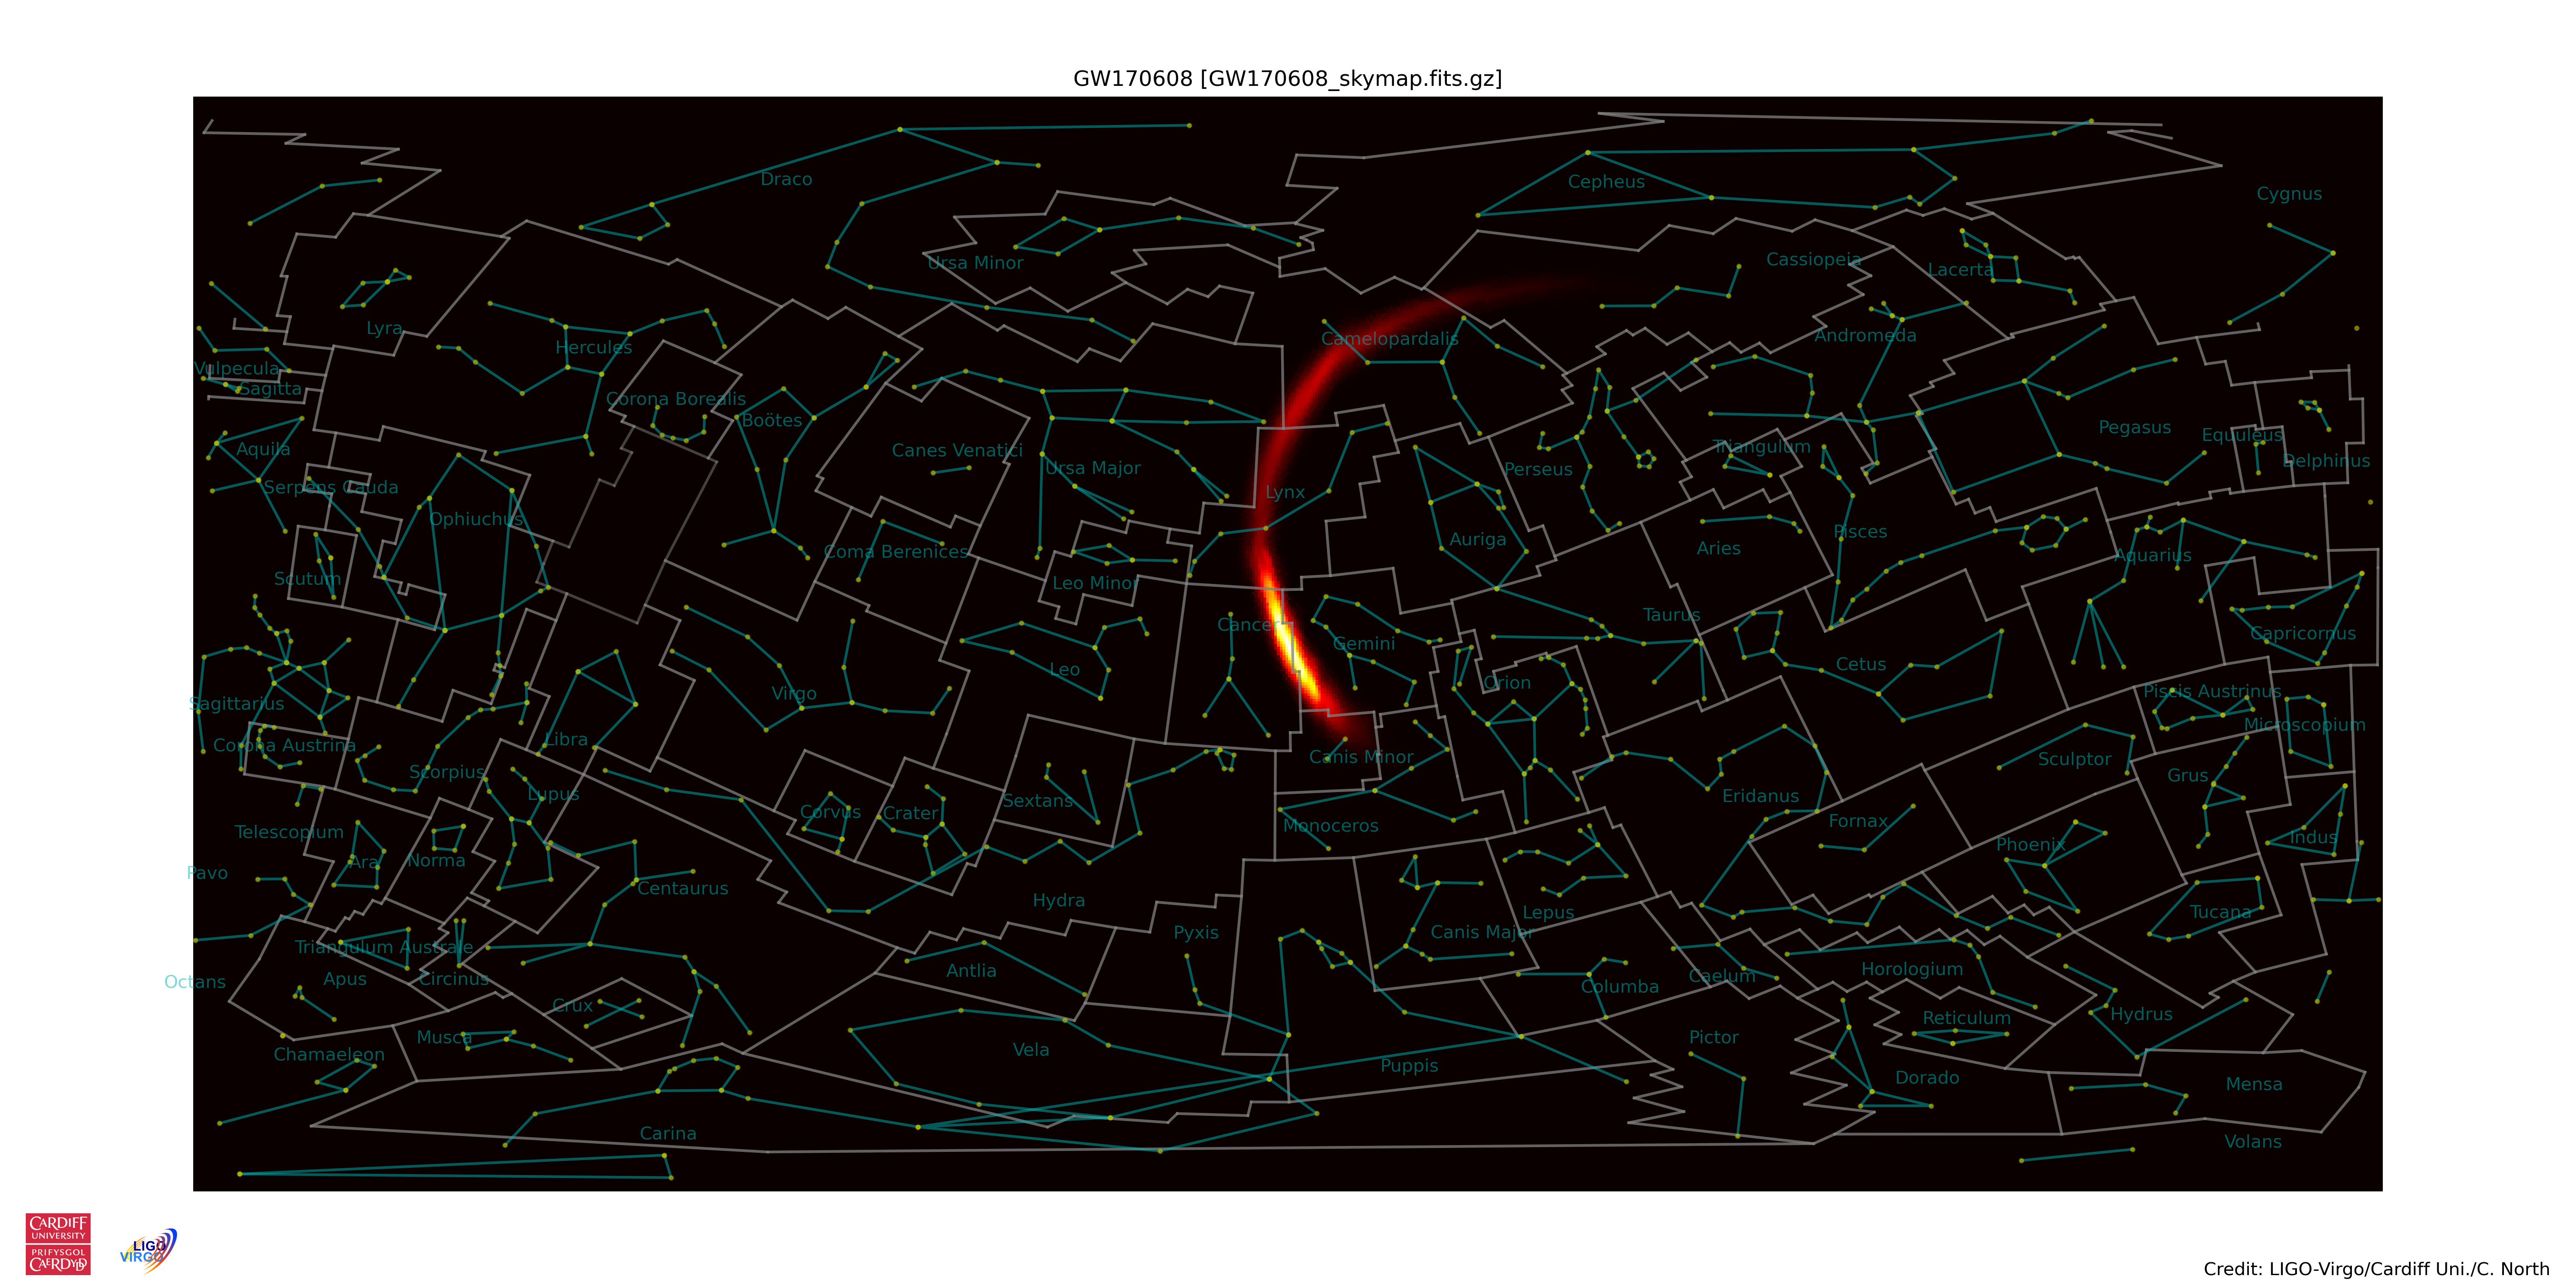 GW170608 [GW170608_skymap.fits.gz]
Draco
Cepheus
Cygnus
Ursa Minor
Cassiopeia
Lacerta
Lyra
Hercules
Camelopardalis
Andromeda
Vulpecula
Sagitta
Corona Borealis
Boötes
Pegasus
Equuleus
Aquila
Canes Venatici
Ursa Major
Perseus
Triangulum
Delphinus
Serpens Cauda
Lynx
Ophiuchus
Auriga
Aries
Pisces
Aquarius
Coma Berenices
Scutum
Leo Minor
Cancer
Gemini
Taurus
Capricornus
Leo
Cetus
Virgo
Orion
Sagittarius
Piscis Austrinus
Microscopium
Corona Austrina
Libra
Canis Minor
Sculptor
Scorpius
Grus
Lupus
Sextans
Eridanus
Corvus
Crater
Monoceros
Fornax
Telescopium
Phoenix
Indus
Ara
Norma
Pavo
Centaurus
Hydra
Lepus
Tucana
Pyxis
Canis Major
Triangulum Australe
Antlia
Horologium
Octans
Apus
Circinus
Columba
Caelum
Crux
Reticulum
Hydrus
Musca
Pictor
Chamaeleon
Vela
Puppis
Dorado
Mensa
Carina
Volans
CARDIFF
UNIVERSITY
PRIFYSGOL
CAERDYDD
LIGO
VIRGO
Credit: LIGO-Virgo/Cardiff Uni./C. North